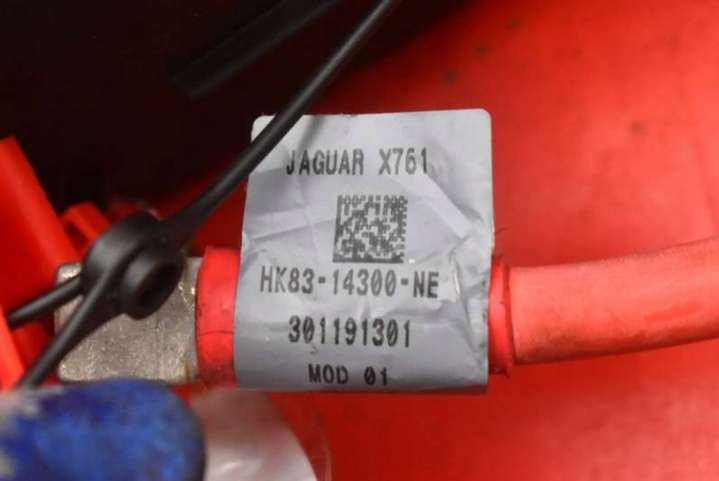 JAGUAR X761
HK83-14300-NE
301191301
MOD 01